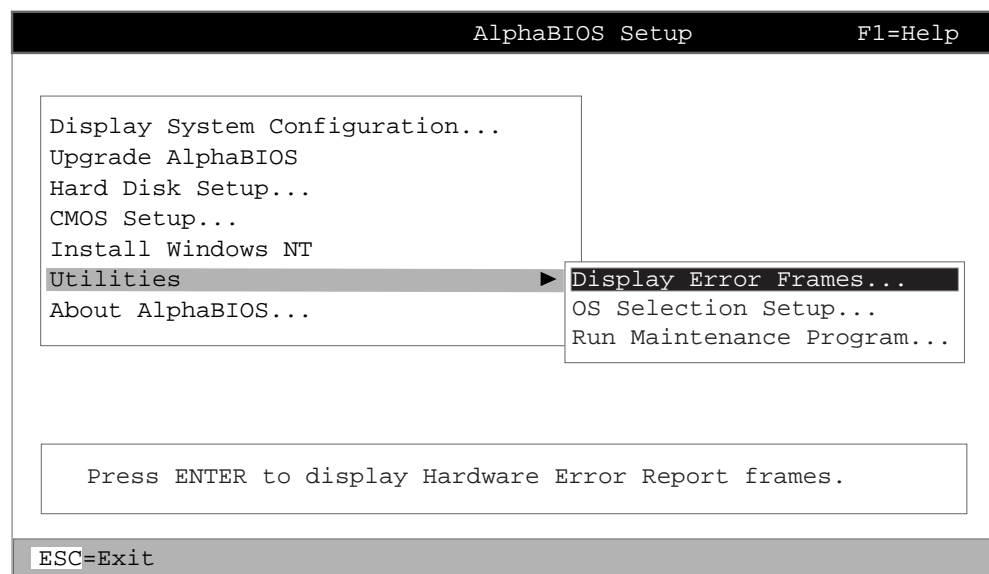 AlphaBIOS Setup F1=Help
Display System Configuration...
Upgrade AlphaBIOS
Hard Disk Setup...
CMOS Setup...
Install Windows NT
Utilities ▶
About AlphaBIOS...
Display Error Frames...
OS Selection Setup...
Run Maintenance Program...
Press ENTER to display Hardware Error Report frames.
ESC=Exit